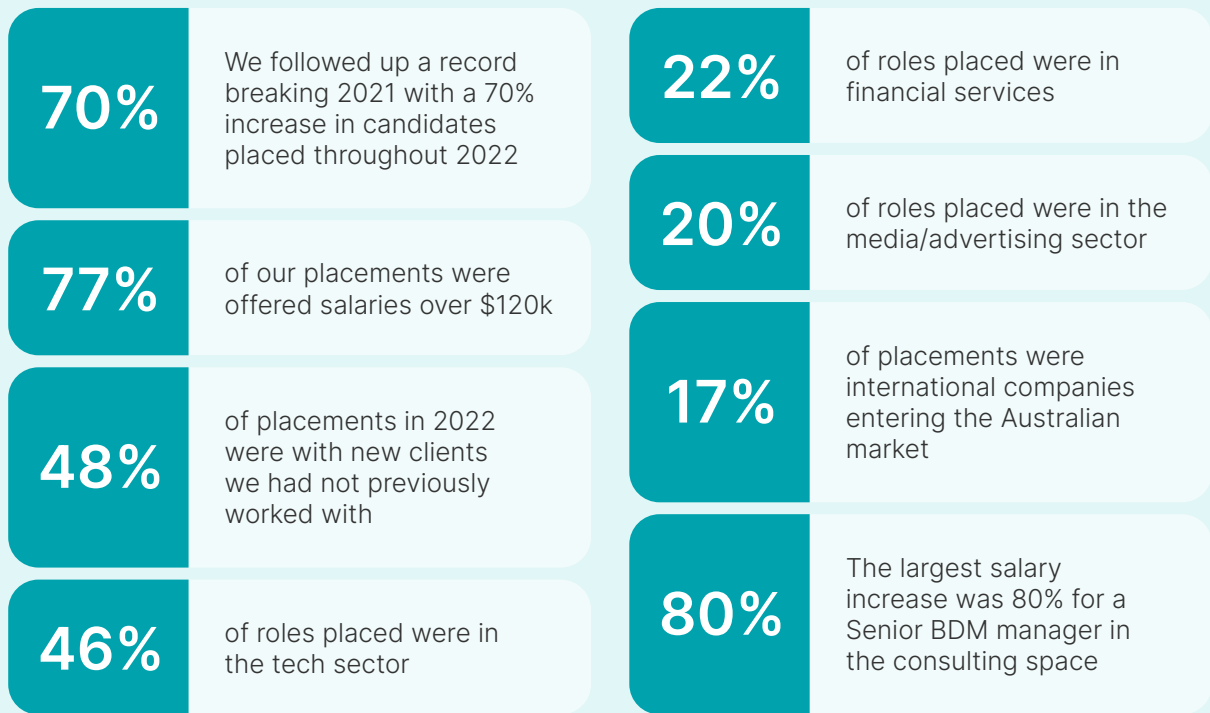 70%
We followed up a record
breaking 2021 with a 70%
increase in candidates
placed throughout 2022
77%
of our placements were
offered salaries over $120k
48%
of placements in 2022
were with new clients
we had not previously
worked with
46%
of roles placed were in
the tech sector
22%
of roles placed were in
financial services
20%
of roles placed were in the
media/advertising sector
17%
of placements were
international companies
entering the Australian
market
80%
The largest salary
increase was 80% for a
Senior BDM manager in
the consulting space